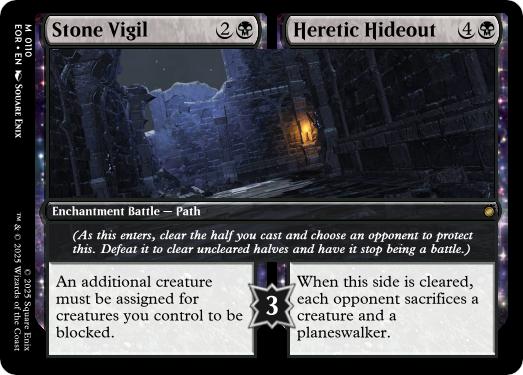 Stone Vigil 2
Heretic Hideout 4
Enchantment Battle — Path
(As this enters, clear the half you cast and choose an opponent to protect
this. Defeat it to clear uncleared halves and have it stop being a battle.)
An additional creature
must be assigned for
creatures you control to be
blocked.
3
When this side is cleared,
each opponent sacrifices a
creature and a
planeswalker.
M 0110
EOR • EN SQUARE ENIX
™ & © 2025 Wizards of the Coast
© 2025 Square Enix